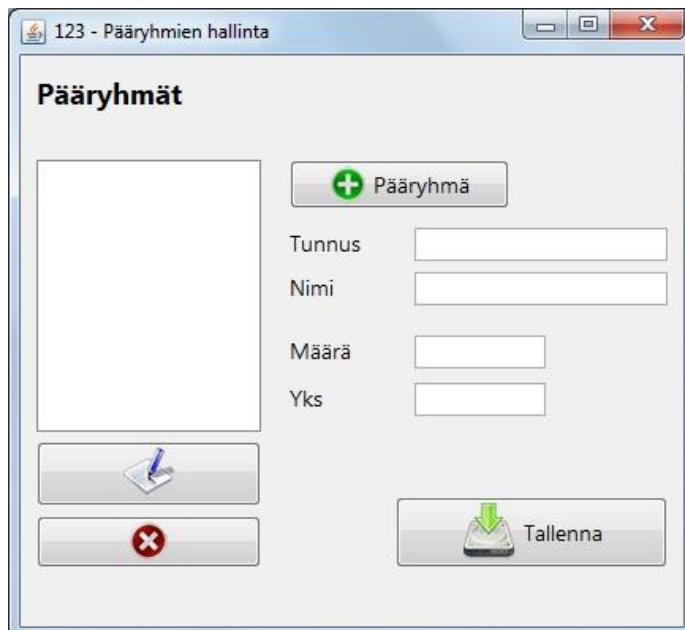 123 - Pääryhmien hallinta
Pääryhmät
Pääryhmä
Tunnus
Nimi
Määrä
Yks
Tallenna